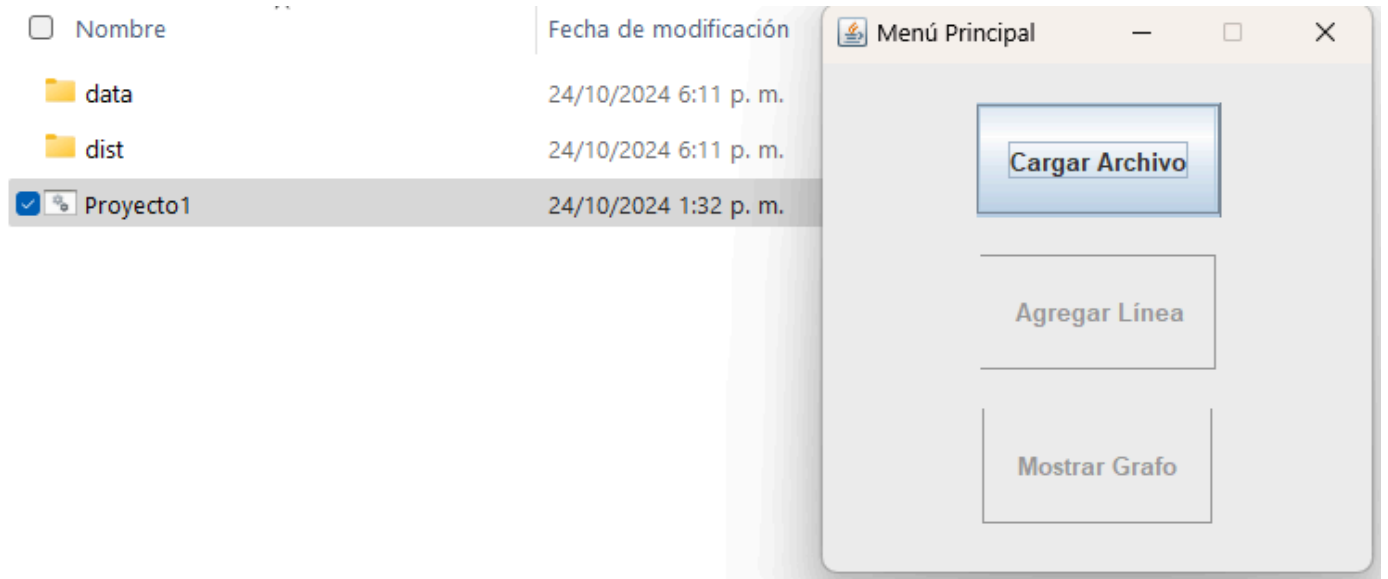 Nombre Fecha de modificación
data 24/10/2024 6:11 p. m.
dist 24/10/2024 6:11 p. m.
Proyecto1 24/10/2024 1:32 p. m.
Menú Principal
Cargar Archivo
Agregar Línea
Mostrar Grafo